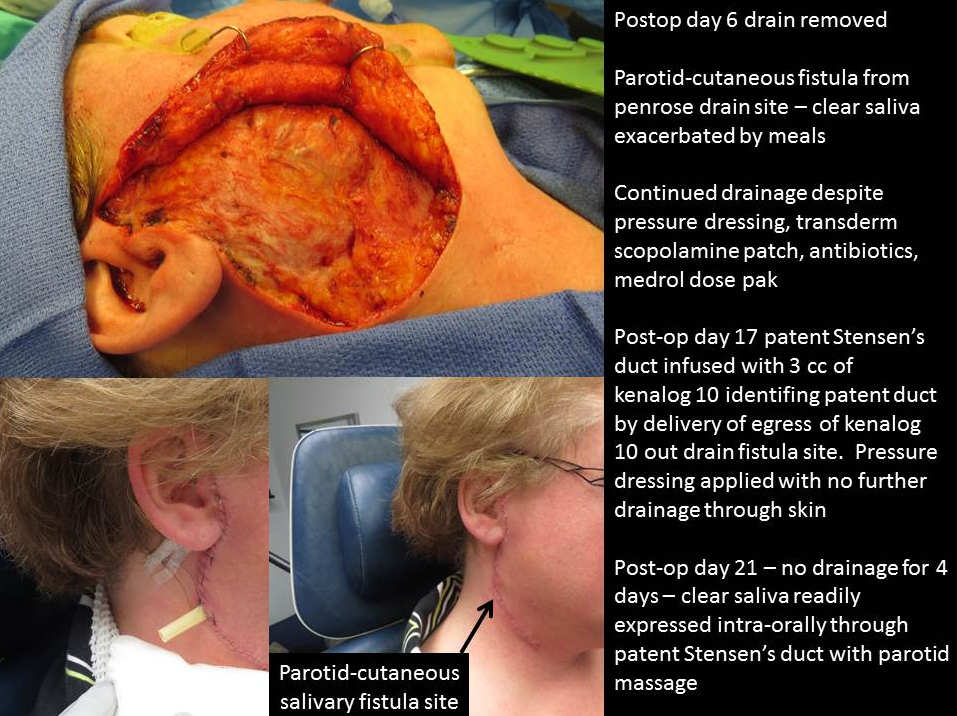 Postop day 6 drain removed
Parotid-cutaneous fistula from
penrose drain site – clear saliva
exacerbated by meals
Continued drainage despite
pressure dressing, transderm
scopolamine patch, antibiotics,
medrol dose pak
Post-op day 17 patent Stensen's
duct infused with 3 cc of
kenalog 10 identifing patent duct
by delivery of egress of kenalog
10 out drain fistula site.  Pressure
dressing applied with no further
drainage through skin
Post-op day 21 – no drainage for 4
days – clear saliva readily
expressed intra-orally through
patent Stensen's duct with parotid
massage
Parotid-cutaneous
salivary fistula site